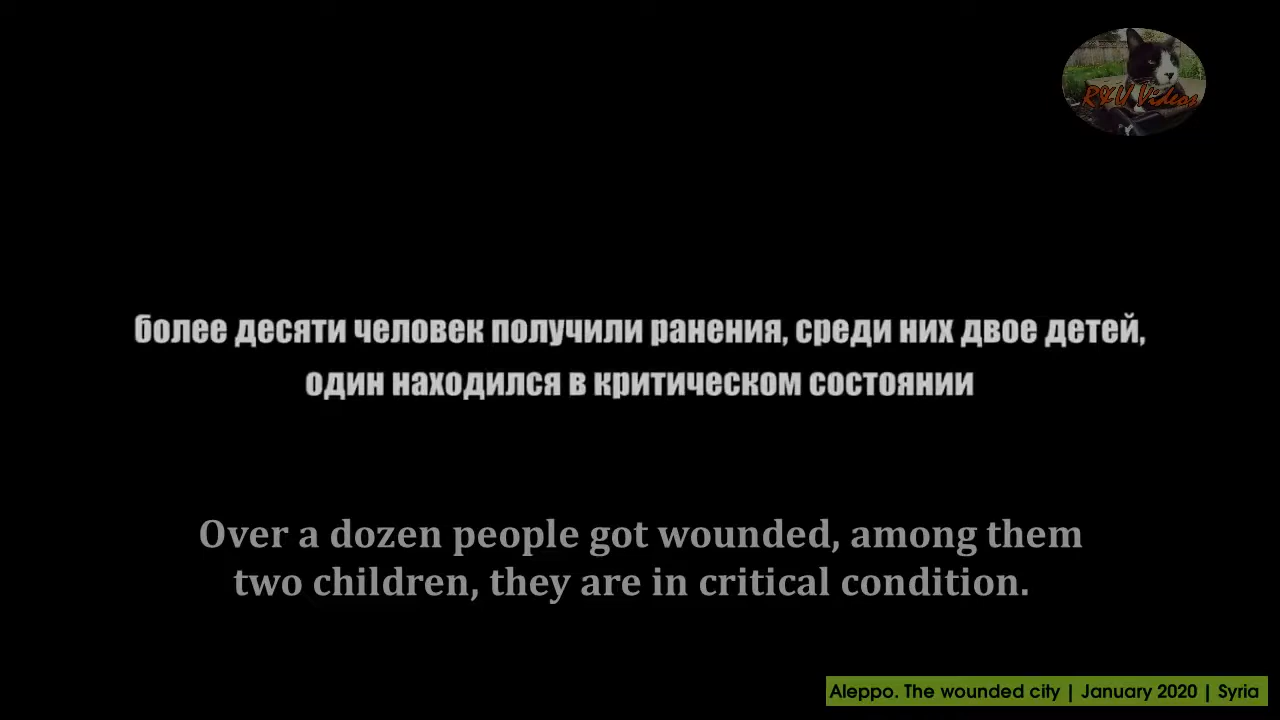 R&U Videos
более десяти человек получили ранения, среди них двое детей,
один находился в критическом состоянии
Over a dozen people got wounded, among them
two children, they are in critical condition.
Aleppo. The wounded city | January 2020 | Syria